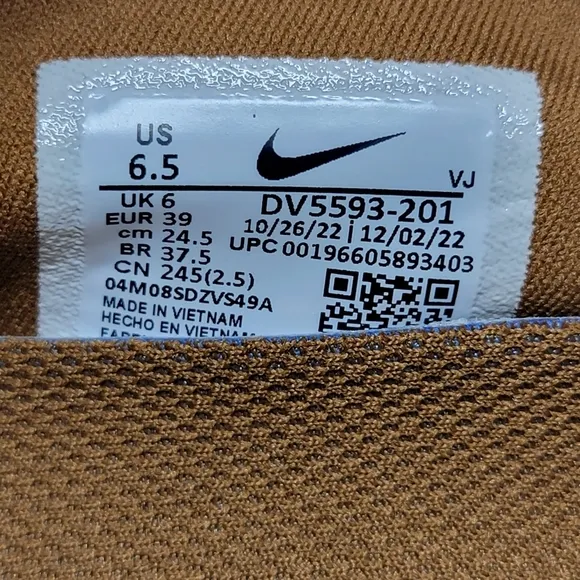 US
6.5
VJ
UK 6
EUR 39
cm 24.5
BR 37.5
CN 245(2.5)
04M08SDZVS49A
MADE IN VIETNAM
HECHO EN VIETNAM
DV5593-201
10/26/22 | 12/02/22
UPC 00196605893403